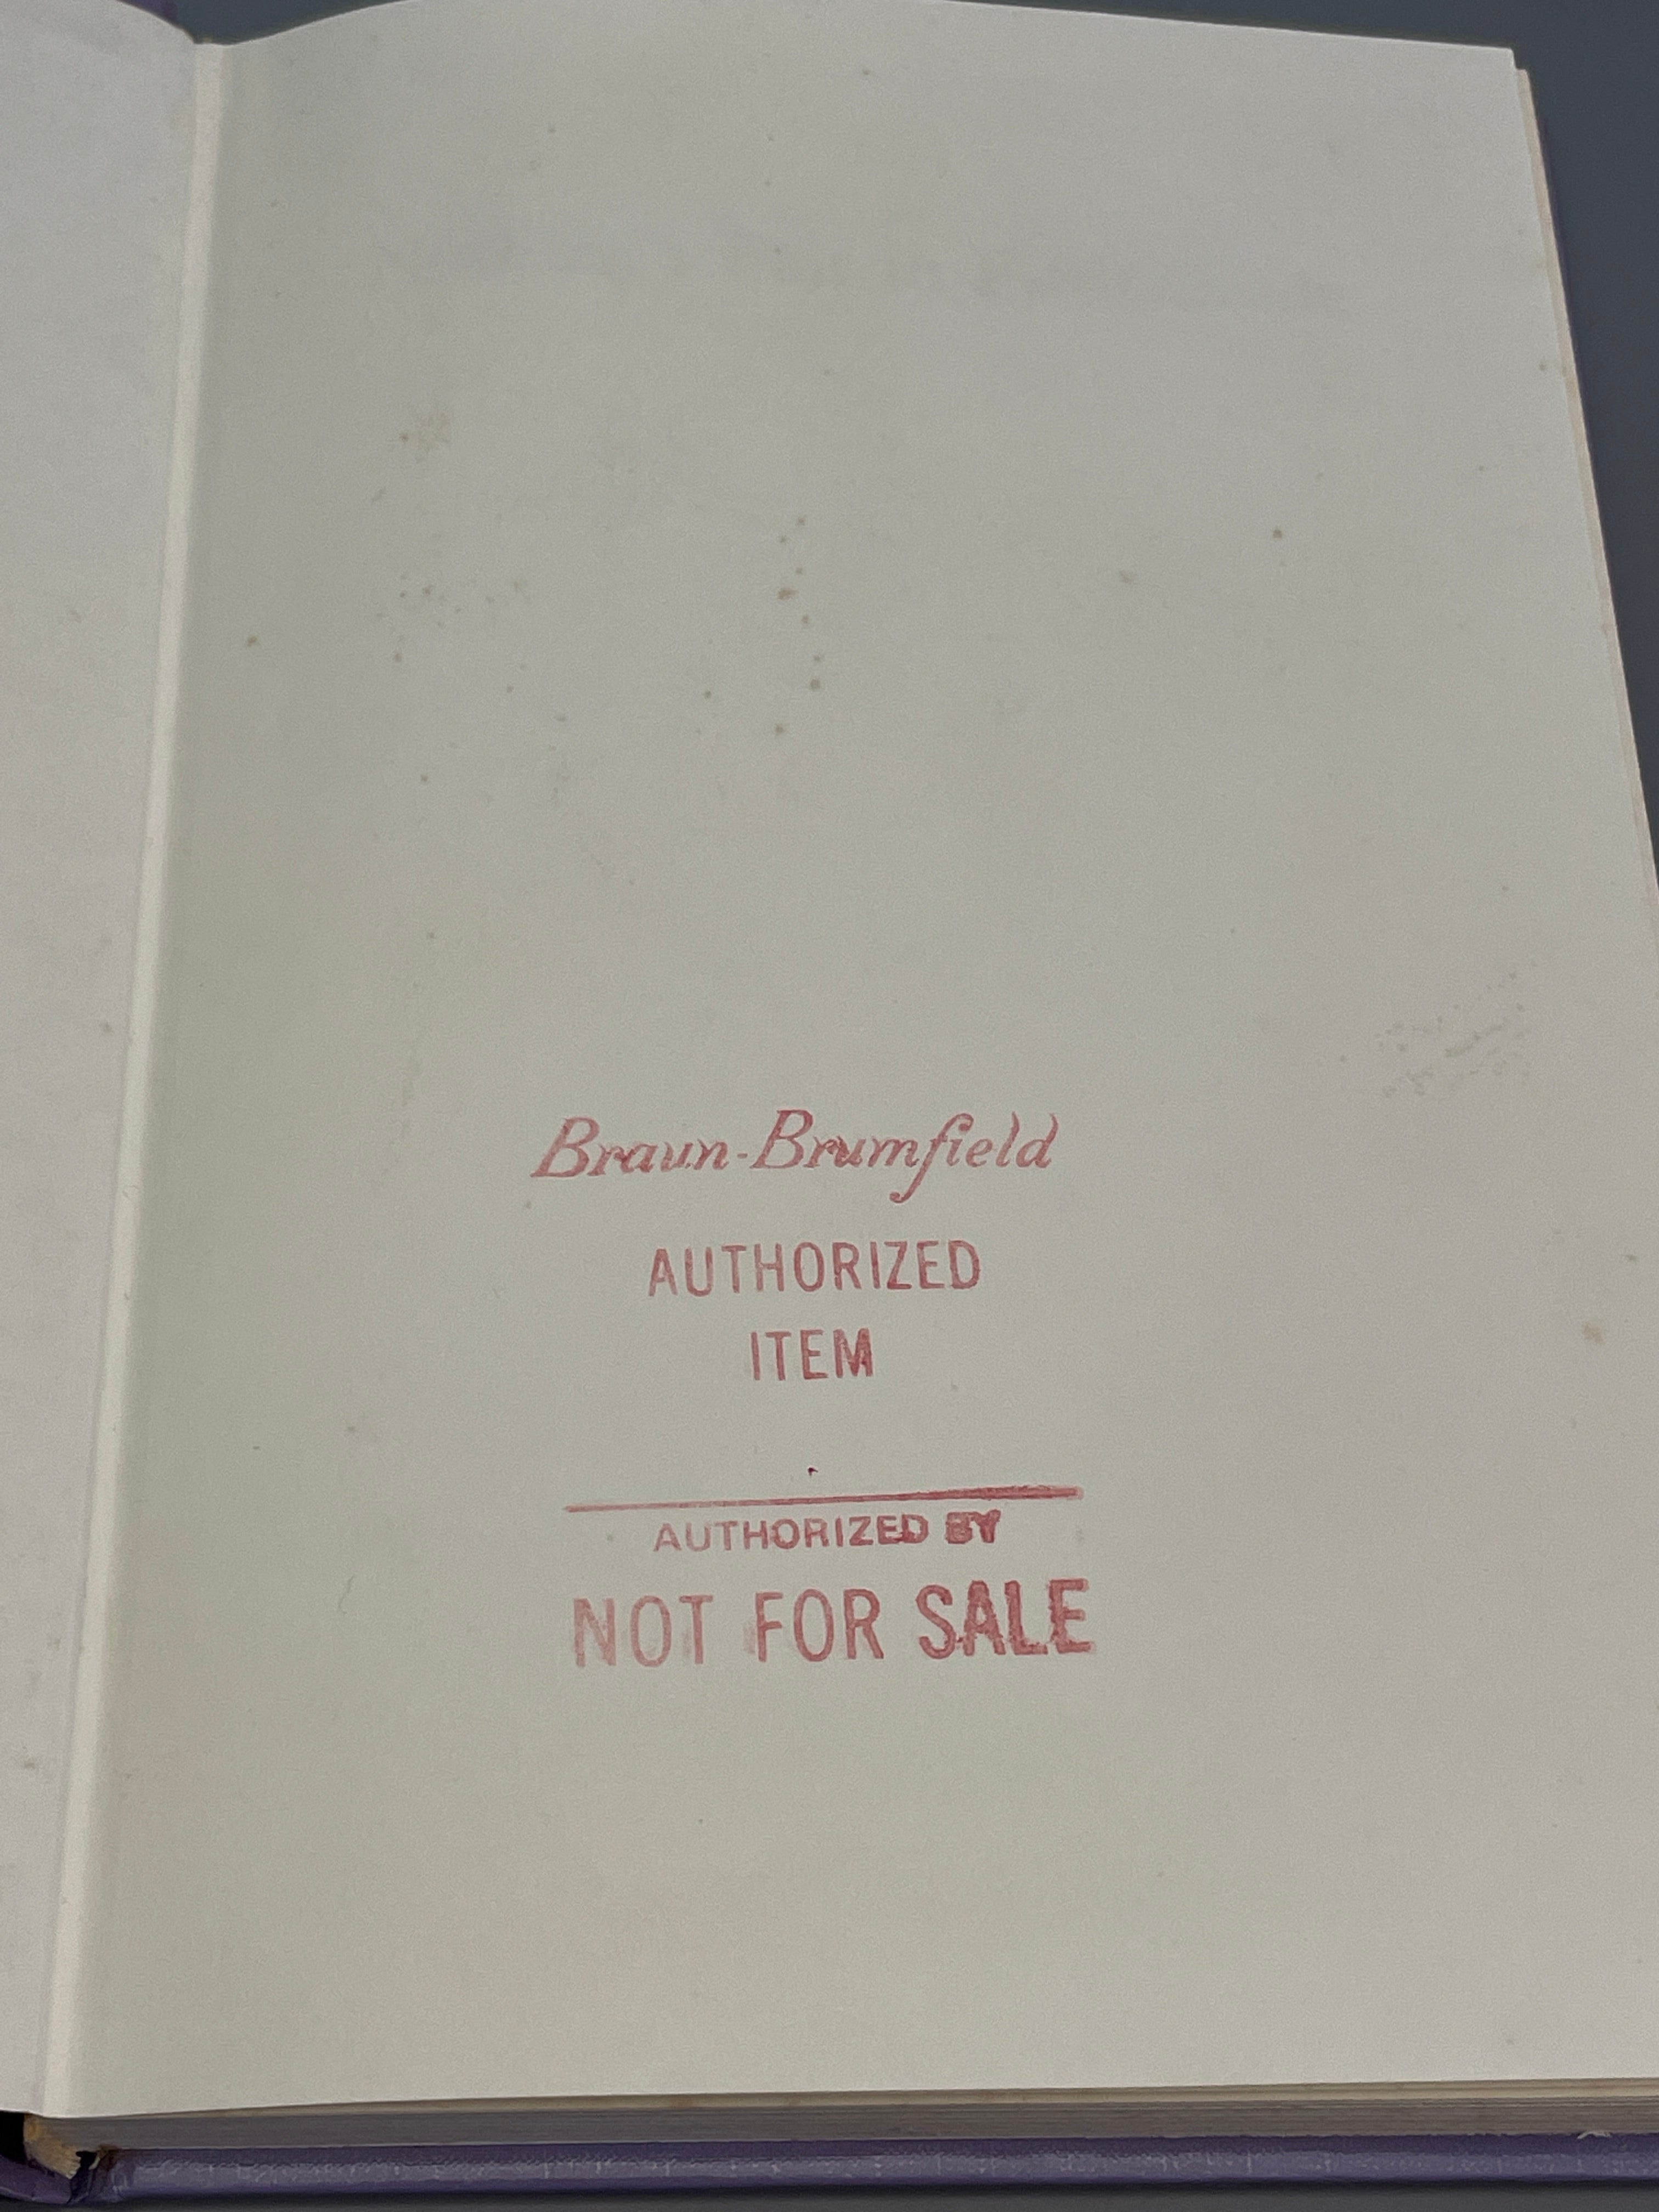 Braun-Brumfield
AUTHORIZED
ITEM
AUTHORIZED BY
NOT FOR SALE